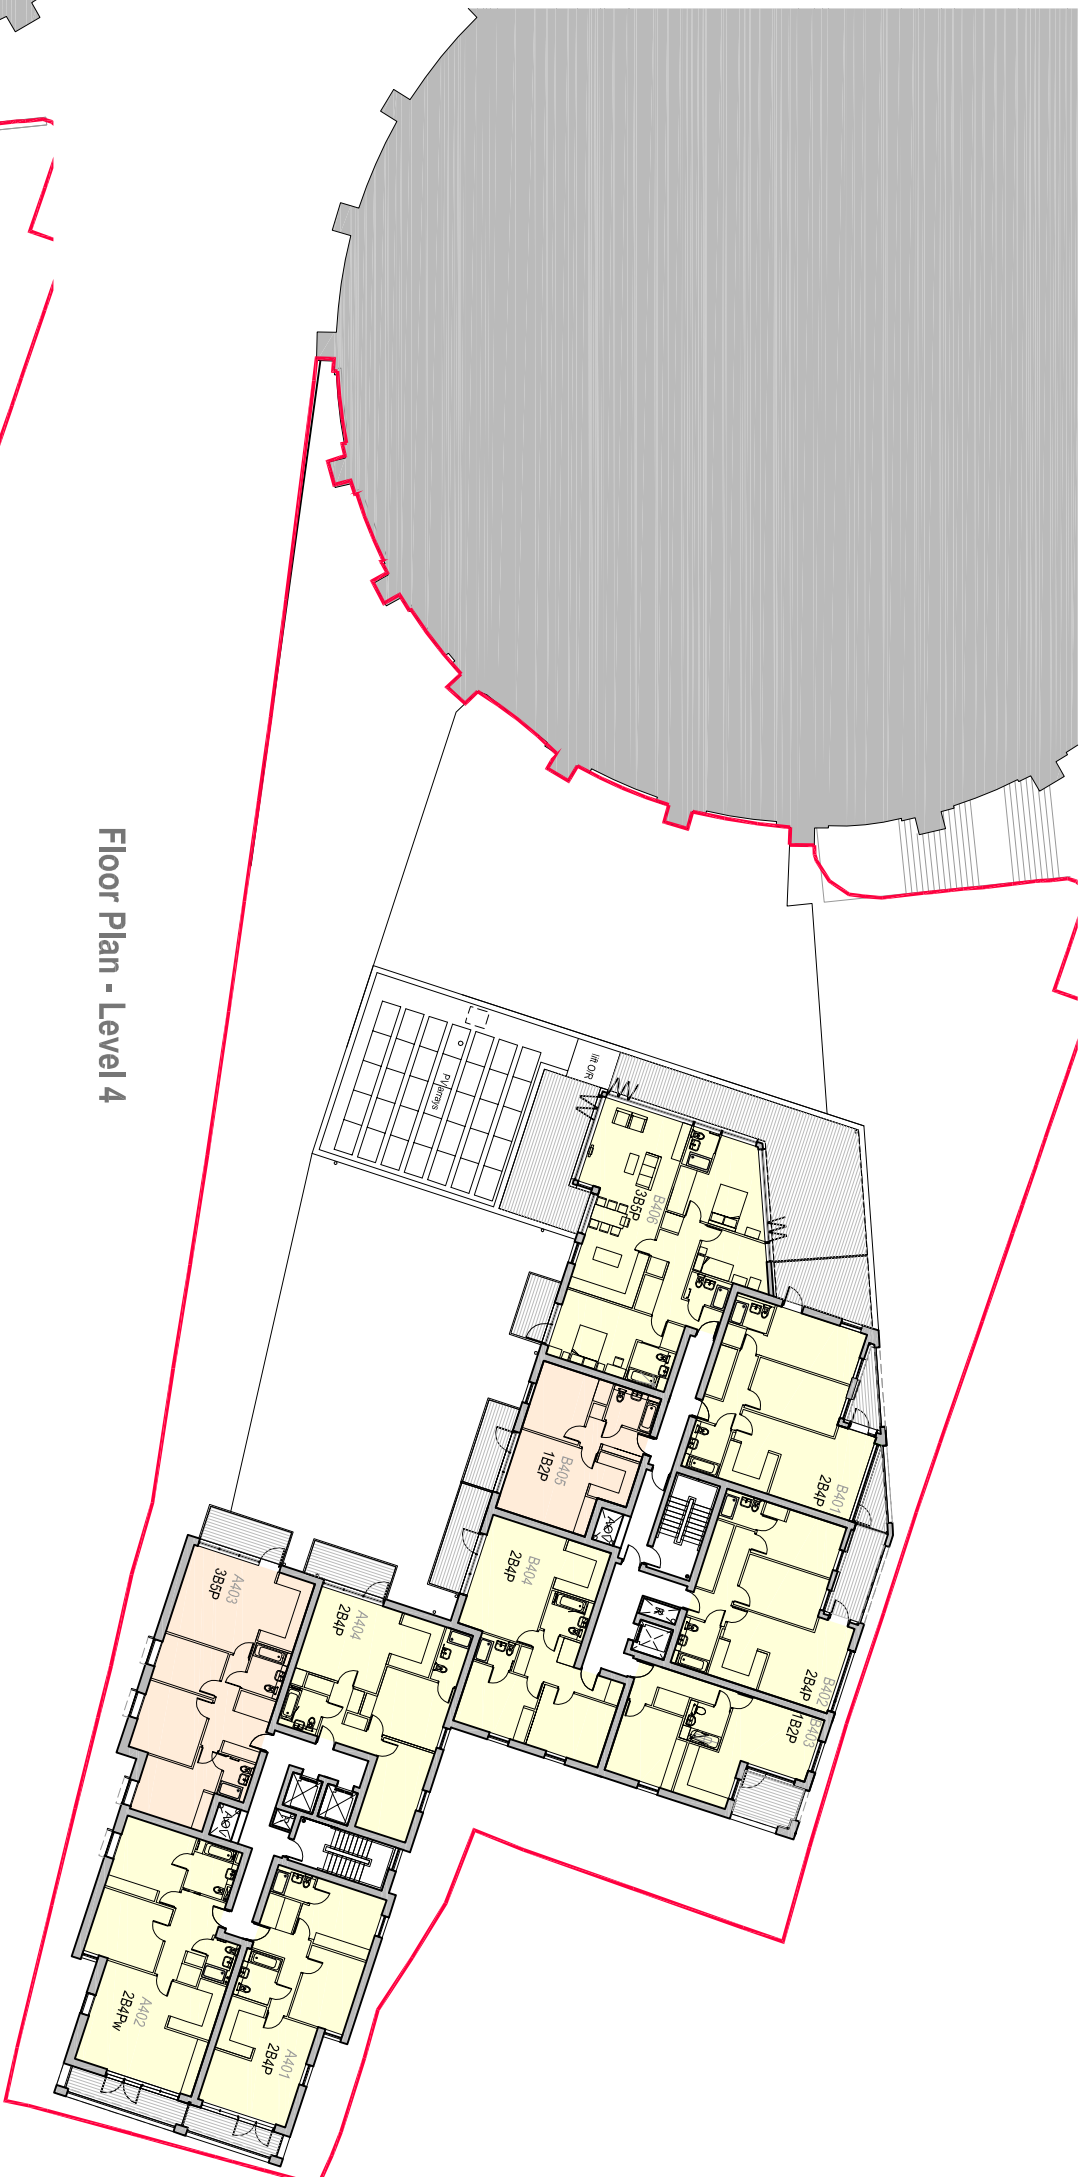 Floor Plan - Level 4
lift O/R
PV arrays
B406
3B5P
B401
2B4P
B405
1B2P
AOV
B404
2B4P
R
B402
2B4P
B403
1B2P
A403
3B5P
A404
2B4P
AOV
R
A402
2B4Pw
A401
2B4P